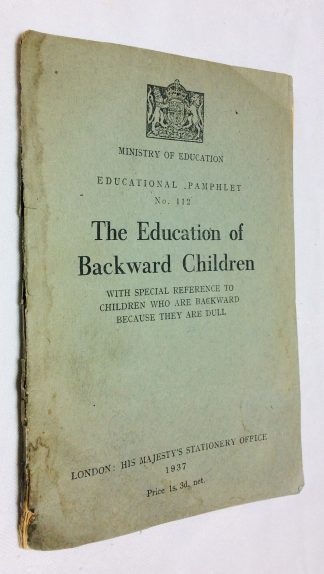 MINISTRY OF EDUCATION
EDUCATIONAL PAMPHLET
No. 112
The Education of
Backward Children
WITH SPECIAL REFERENCE TO
CHILDREN WHO ARE BACKWARD
BECAUSE THEY ARE DULL
LONDON: HIS MAJESTY'S STATIONERY OFFICE
1937
Price 1s. 3d. net.